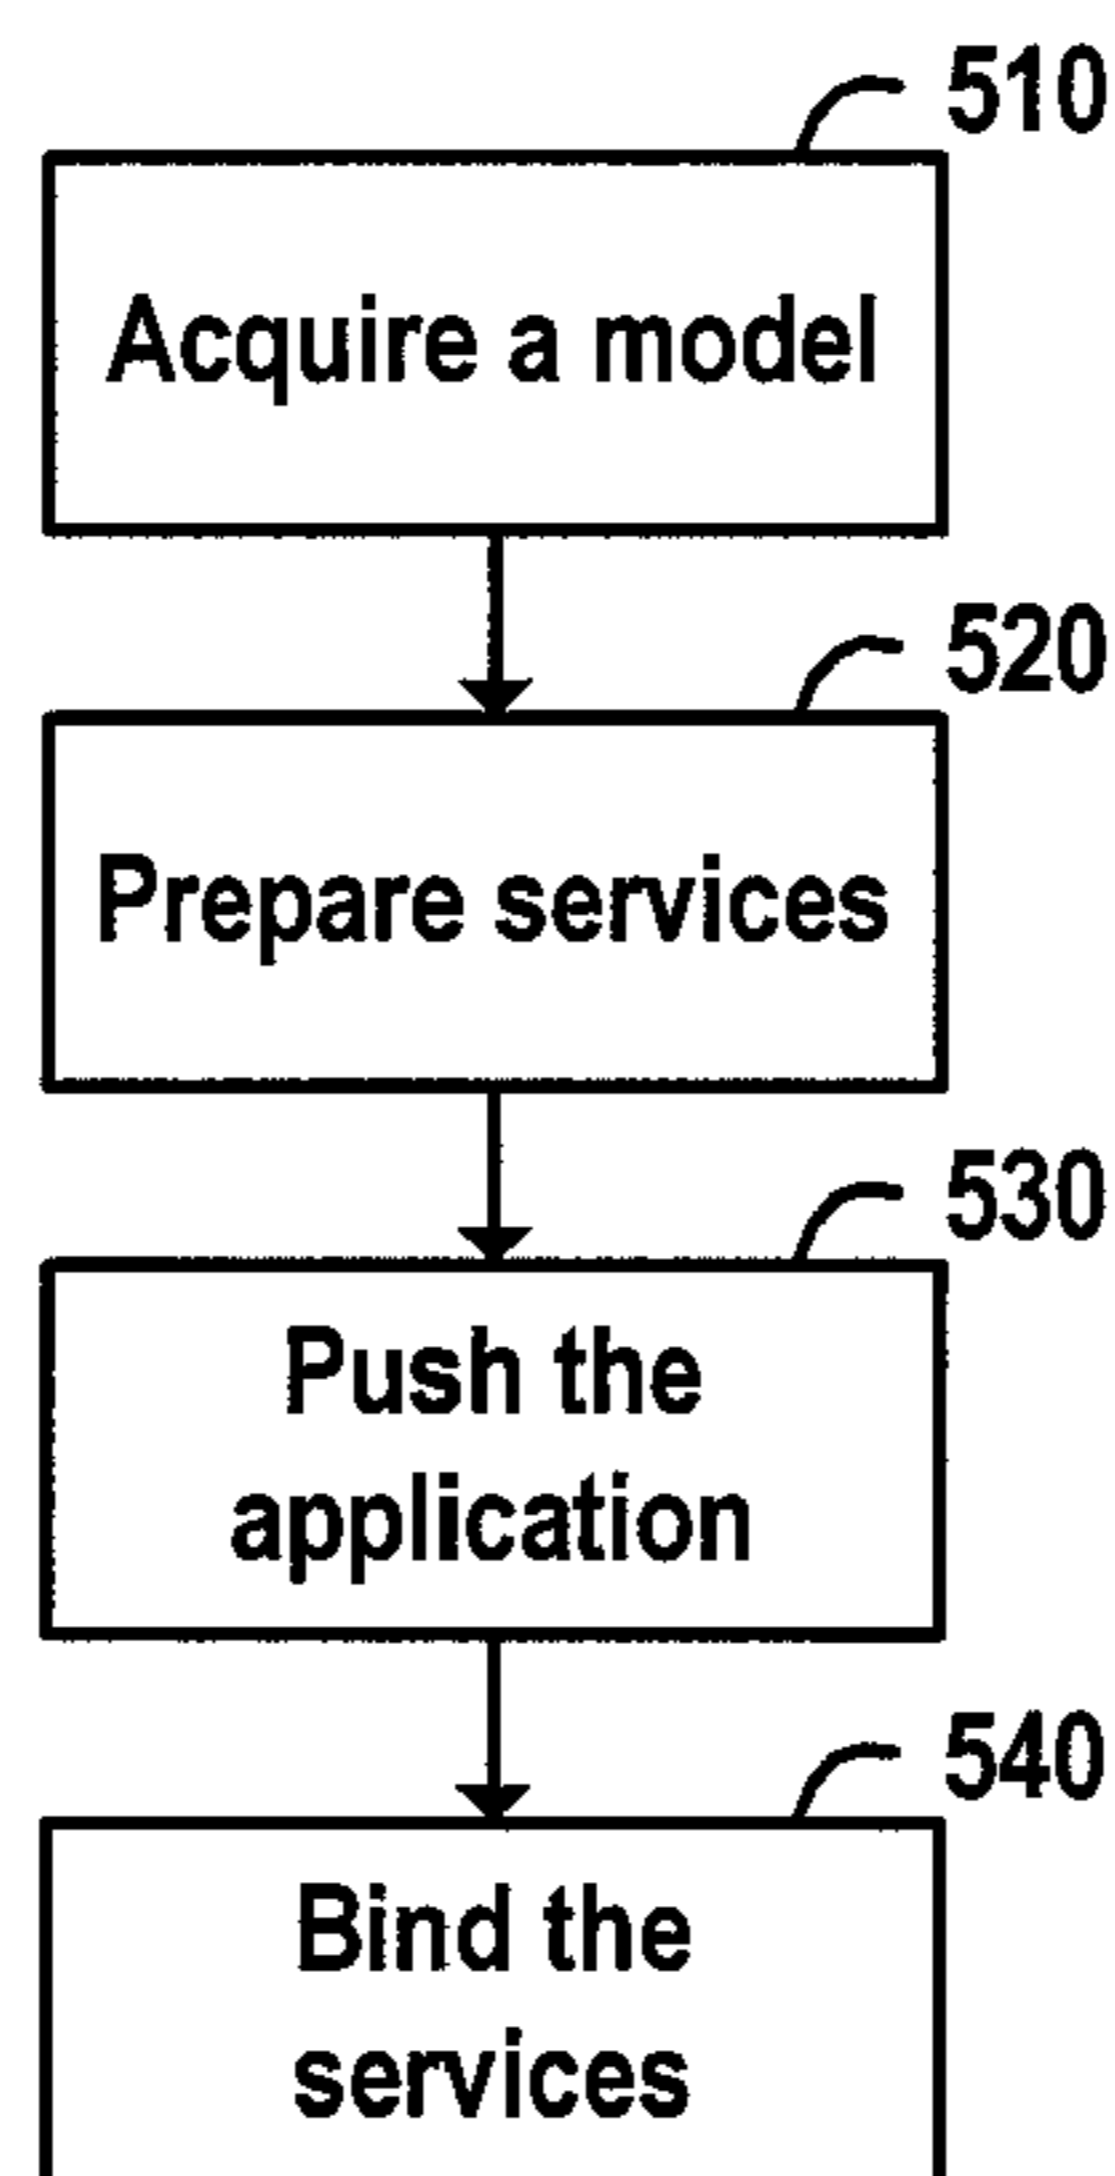 510
Acquire a model
520
Prepare services
530
Push the
application
540
Bind the
services